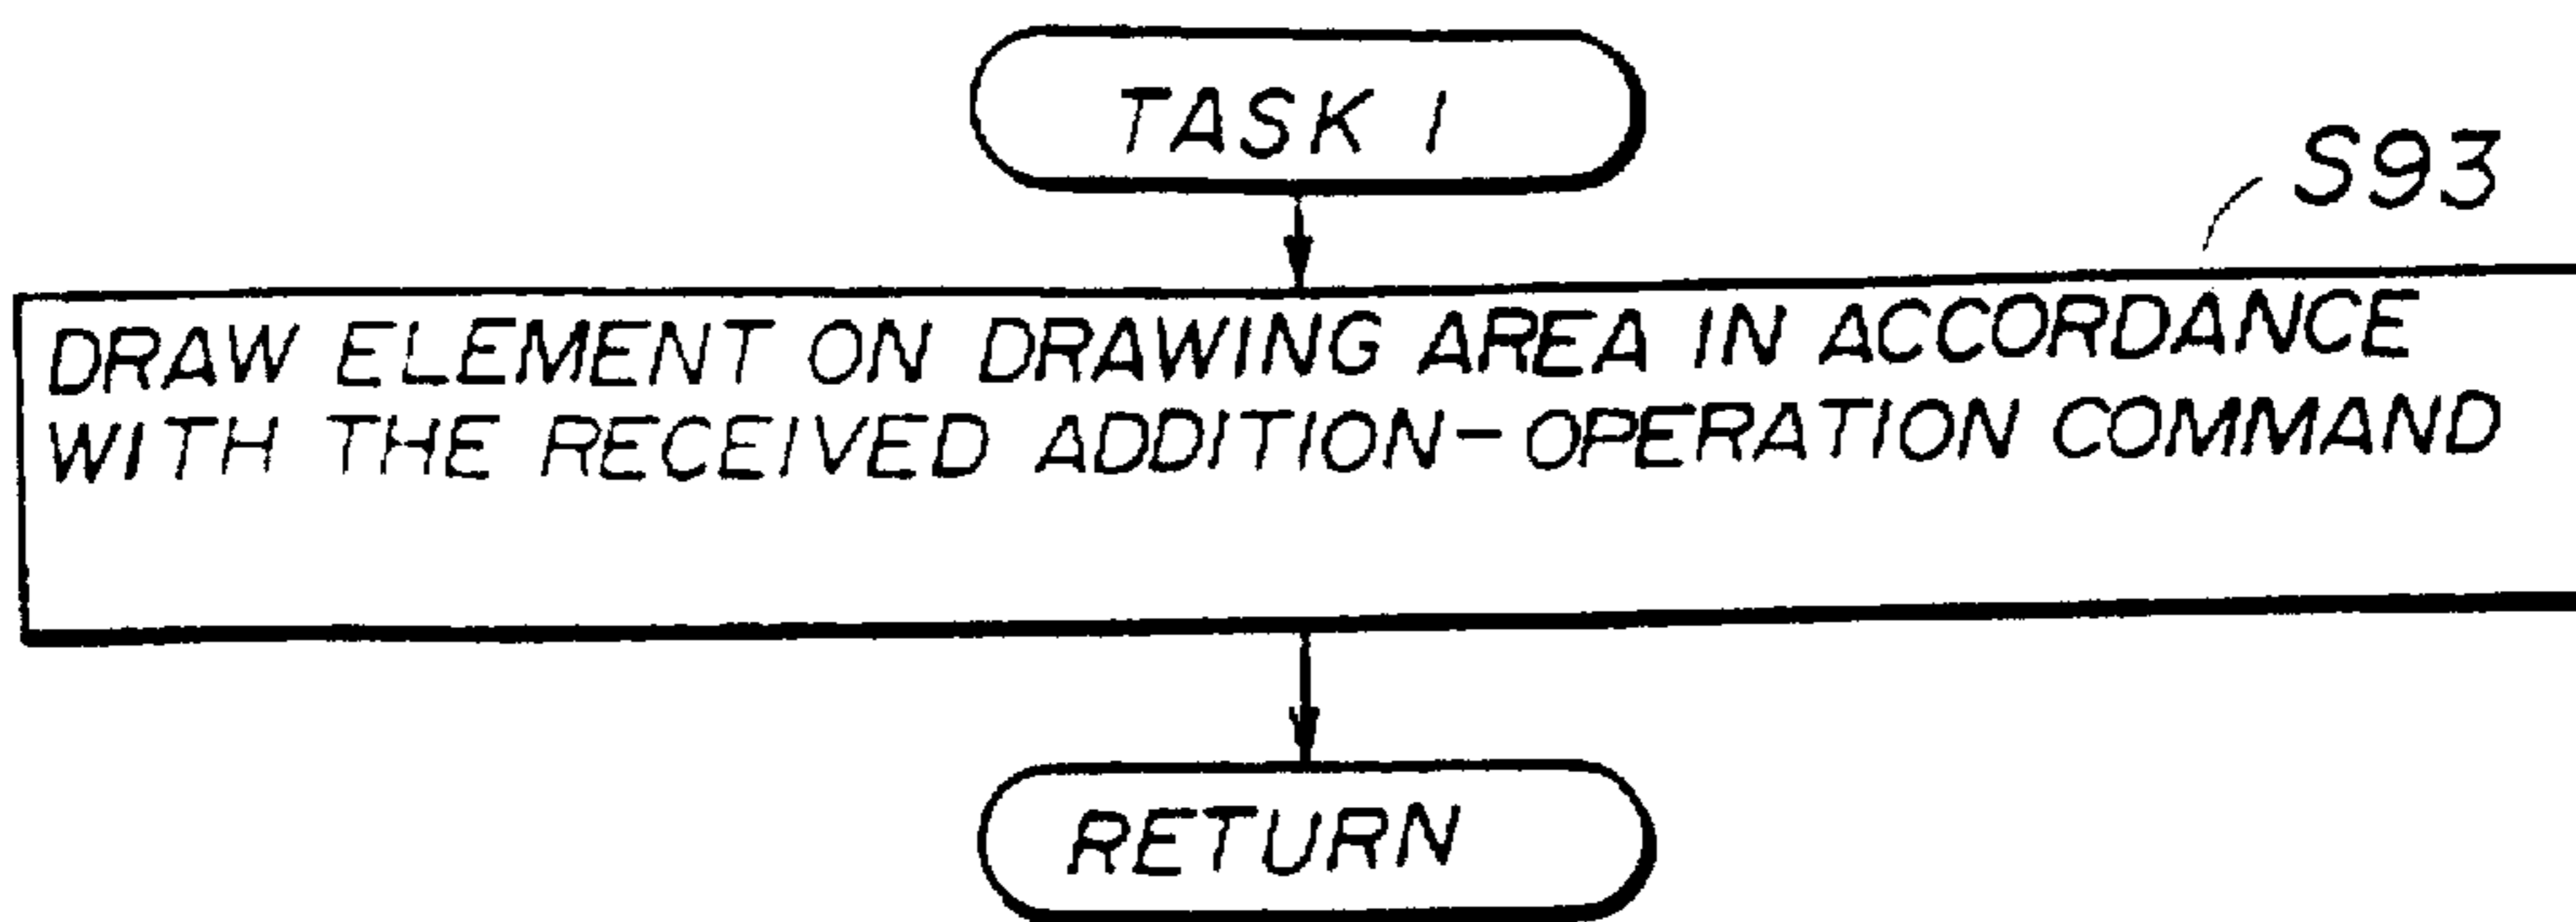 TASK 1
S93
DRAW ELEMENT ON DRAWING AREA IN ACCORDANCE
WITH THE RECEIVED ADDITION-OPERATION COMMAND
RETURN